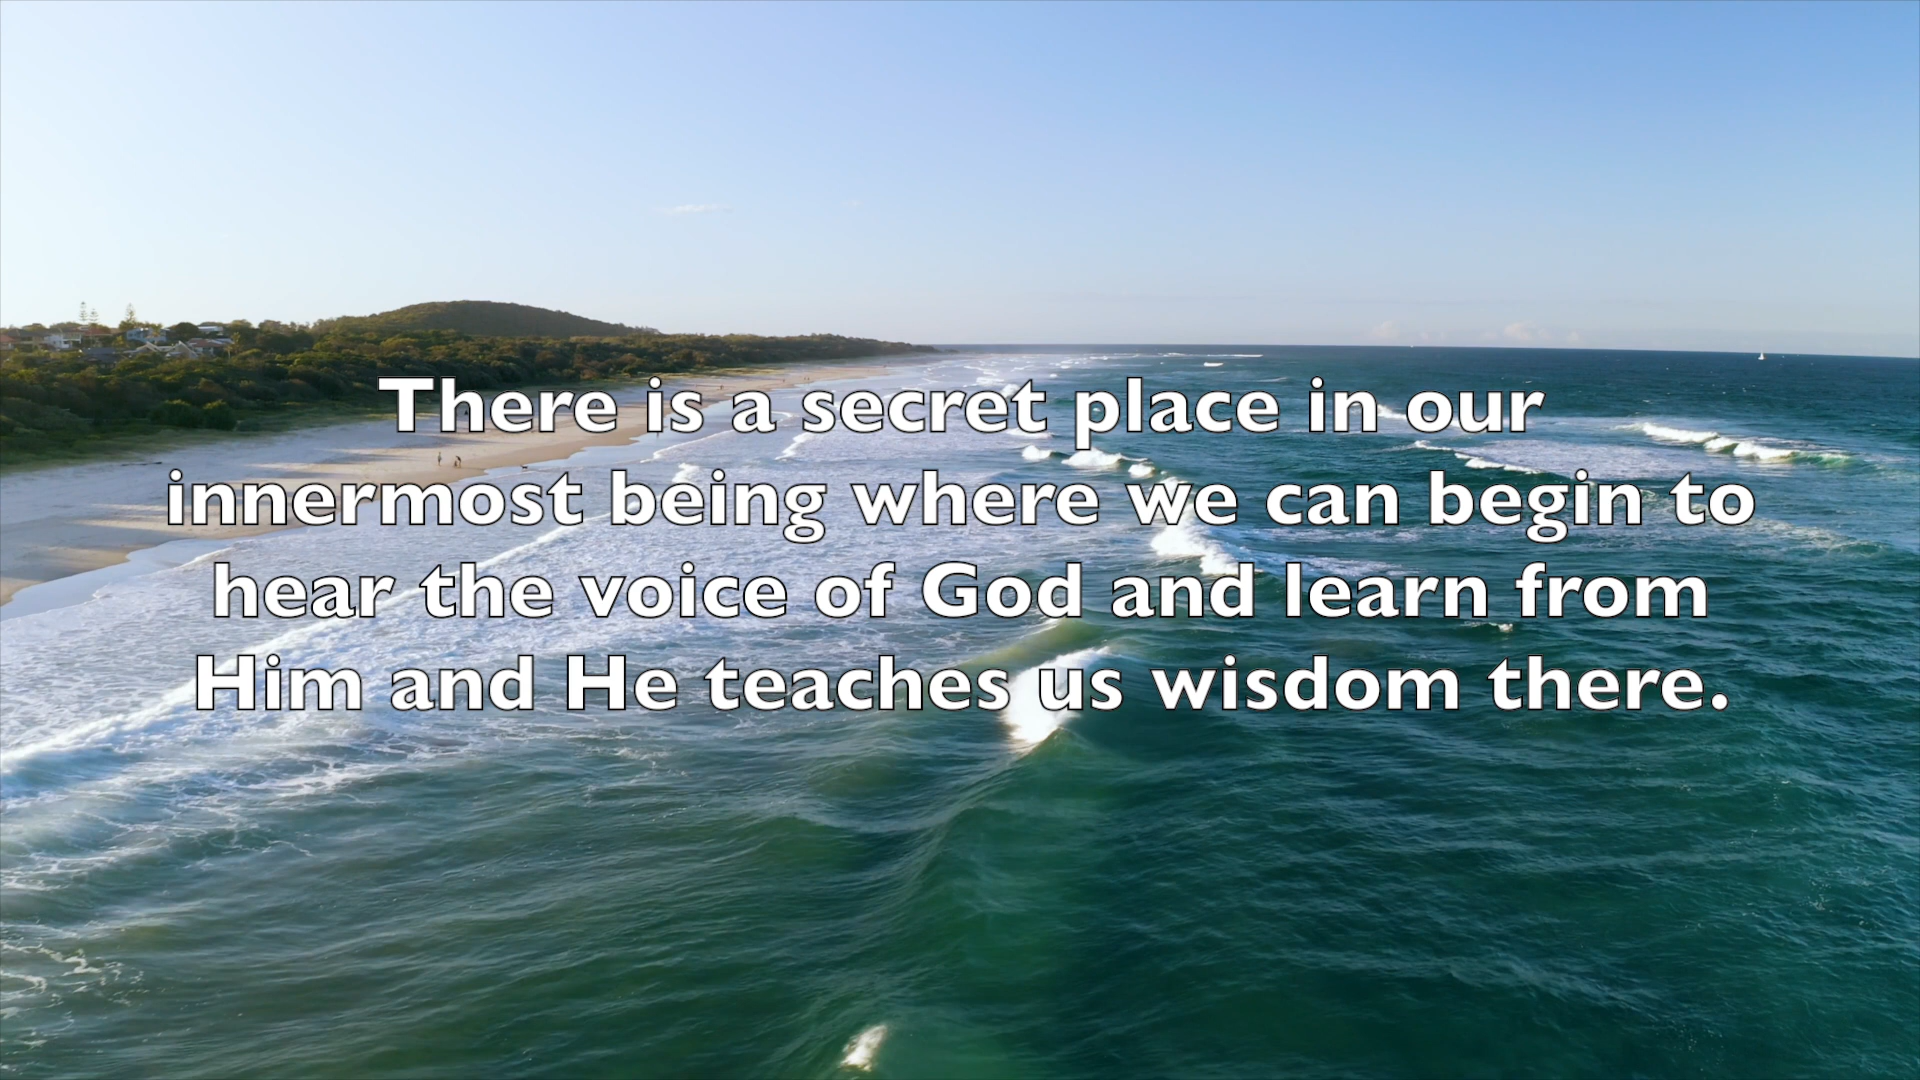 There is a secret place in our
innermost being where we can begin to
hear the voice of God and learn from
Him and He teaches us wisdom there.